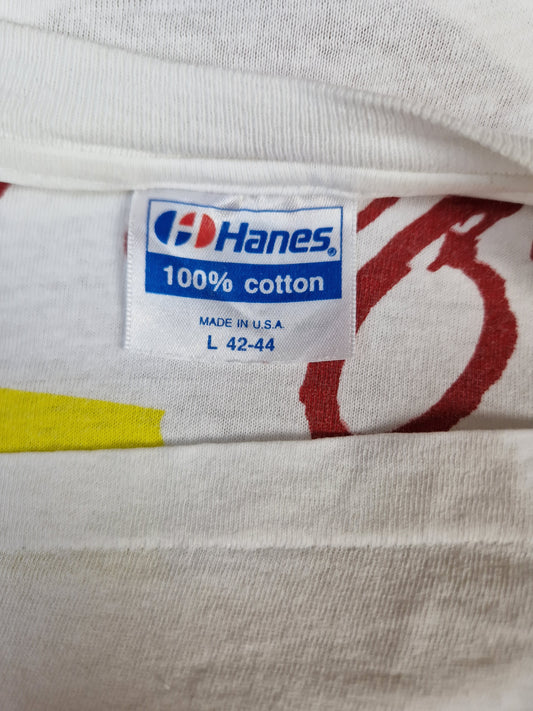 Hanes®
100% cotton
MADE IN U.S.A.
L 42-44